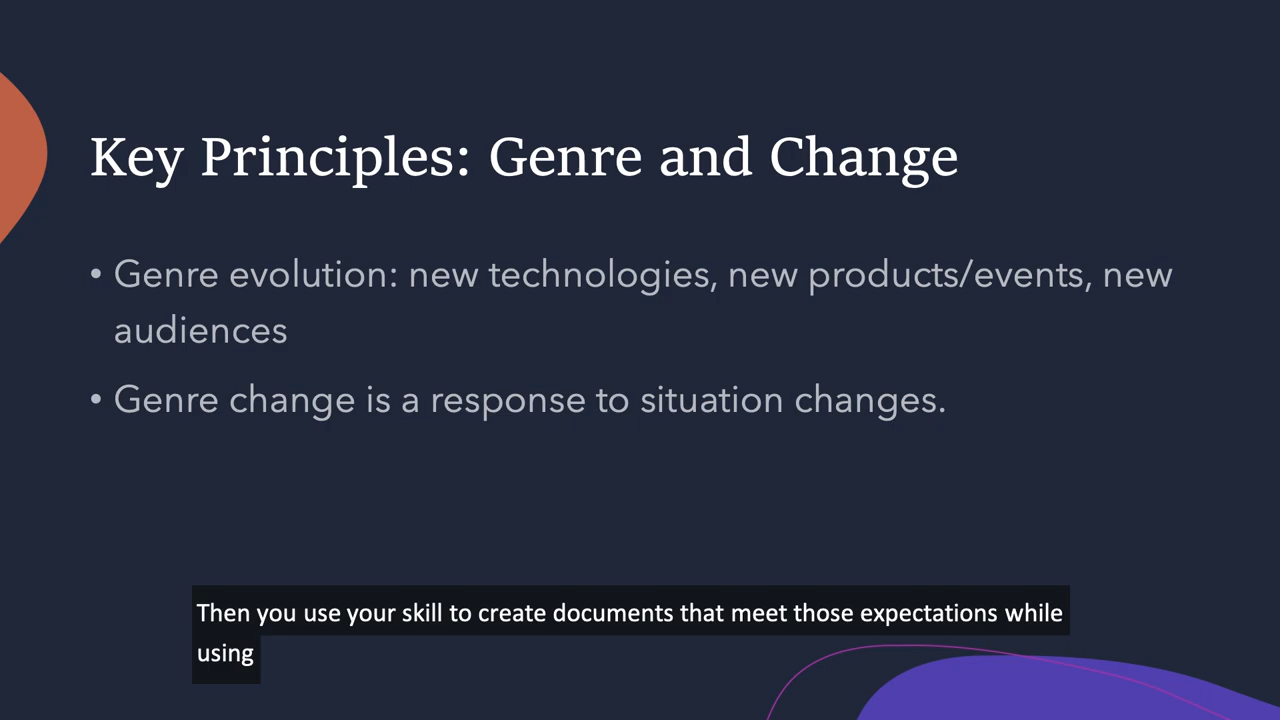 Key Principles: Genre and Change
• Genre evolution: new technologies, new products/events, new
audiences
• Genre change is a response to situation changes.
Then you use your skill to create documents that meet those expectations while
using